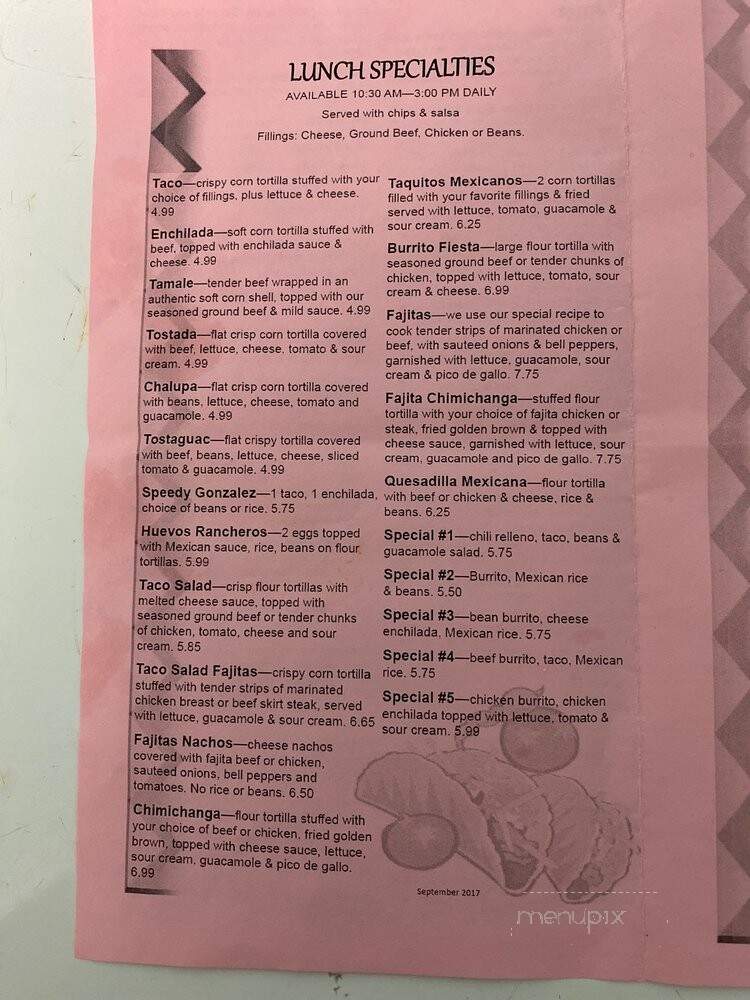 LUNCH SPECIALTIES
AVAILABLE 10:30 AM—3:00 PM DAILY
Served with chips & salsa
Fillings: Cheese, Ground Beef, Chicken or Beans.
Taco—crispy corn tortilla stuffed with your
choice of fillings, plus lettuce & cheese.
4.99
Enchilada—soft corn tortilla stuffed with
beef, topped with enchilada sauce &
cheese. 4.99
Tamale—tender beef wrapped in an
authentic soft corn shell, topped with our
seasoned ground beef & mild sauce. 4.99
Tostada—flat crisp corn tortilla covered
with beef, lettuce, cheese, tomato & sour
cream. 4.99
Chalupa—flat crisp corn tortilla covered
with beans, lettuce, cheese, tomato and
guacamole. 4.99
Tostaguac—flat crispy tortilla covered
with beef, beans, lettuce, cheese, sliced
tomato & guacamole. 4.99
Speedy Gonzalez—1 taco, 1 enchilada,
choice of beans or rice. 5.75
Huevos Rancheros—2 eggs topped
with Mexican sauce, rice, beans on flour
tortillas. 5.99
Taco Salad—crisp flour tortillas with
melted cheese sauce, topped with
seasoned ground beef or tender chunks
of chicken, tomato, cheese and sour
cream. 5.85
Taco Salad Fajitas—crispy corn tortilla
stuffed with tender strips of marinated
chicken breast or beef skirt steak, served
with lettuce, guacamole & sour cream. 6.65
Fajitas Nachos—cheese nachos
covered with fajita beef or chicken,
sauteed onions, bell peppers and
tomatoes. No rice or beans. 6.50
Chimichanga—flour tortilla stuffed with
your choice of beef or chicken, fried golden
brown, topped with cheese sauce, lettuce,
sour cream, guacamole & pico de gallo.
6.99
Taquitos Mexicanos—2 corn tortillas
filled with your favorite fillings & fried
served with lettuce, tomato, guacamole &
sour cream. 6.25
Burrito Fiesta—large flour tortilla with
seasoned ground beef or tender chunks of
chicken, topped with lettuce, tomato, sour
cream & cheese. 6.99
Fajitas—we use our special recipe to
cook tender strips of marinated chicken or
beef, with sauteed onions & bell peppers,
garnished with lettuce, guacamole, sour
cream & pico de gallo. 7.75
Fajita Chimichanga—stuffed flour
tortilla with your choice of fajita chicken or
steak, fried golden brown & topped with
cheese sauce, garnished with lettuce, sour
cream, guacamole and pico de gallo. 7.75
Quesadilla Mexicana—flour tortilla
with beef or chicken & cheese, rice &
beans. 6.25
Special #1—chili relleno, taco, beans &
guacamole salad. 5.75
Special #2—Burrito, Mexican rice
& beans. 5.50
Special #3—bean burrito, cheese
enchilada, Mexican rice. 5.75
Special #4—beef burrito, taco, Mexican
rice. 5.75
Special #5—chicken burrito, chicken
enchilada topped with lettuce, tomato &
sour cream. 5.99
September 2017
menupix